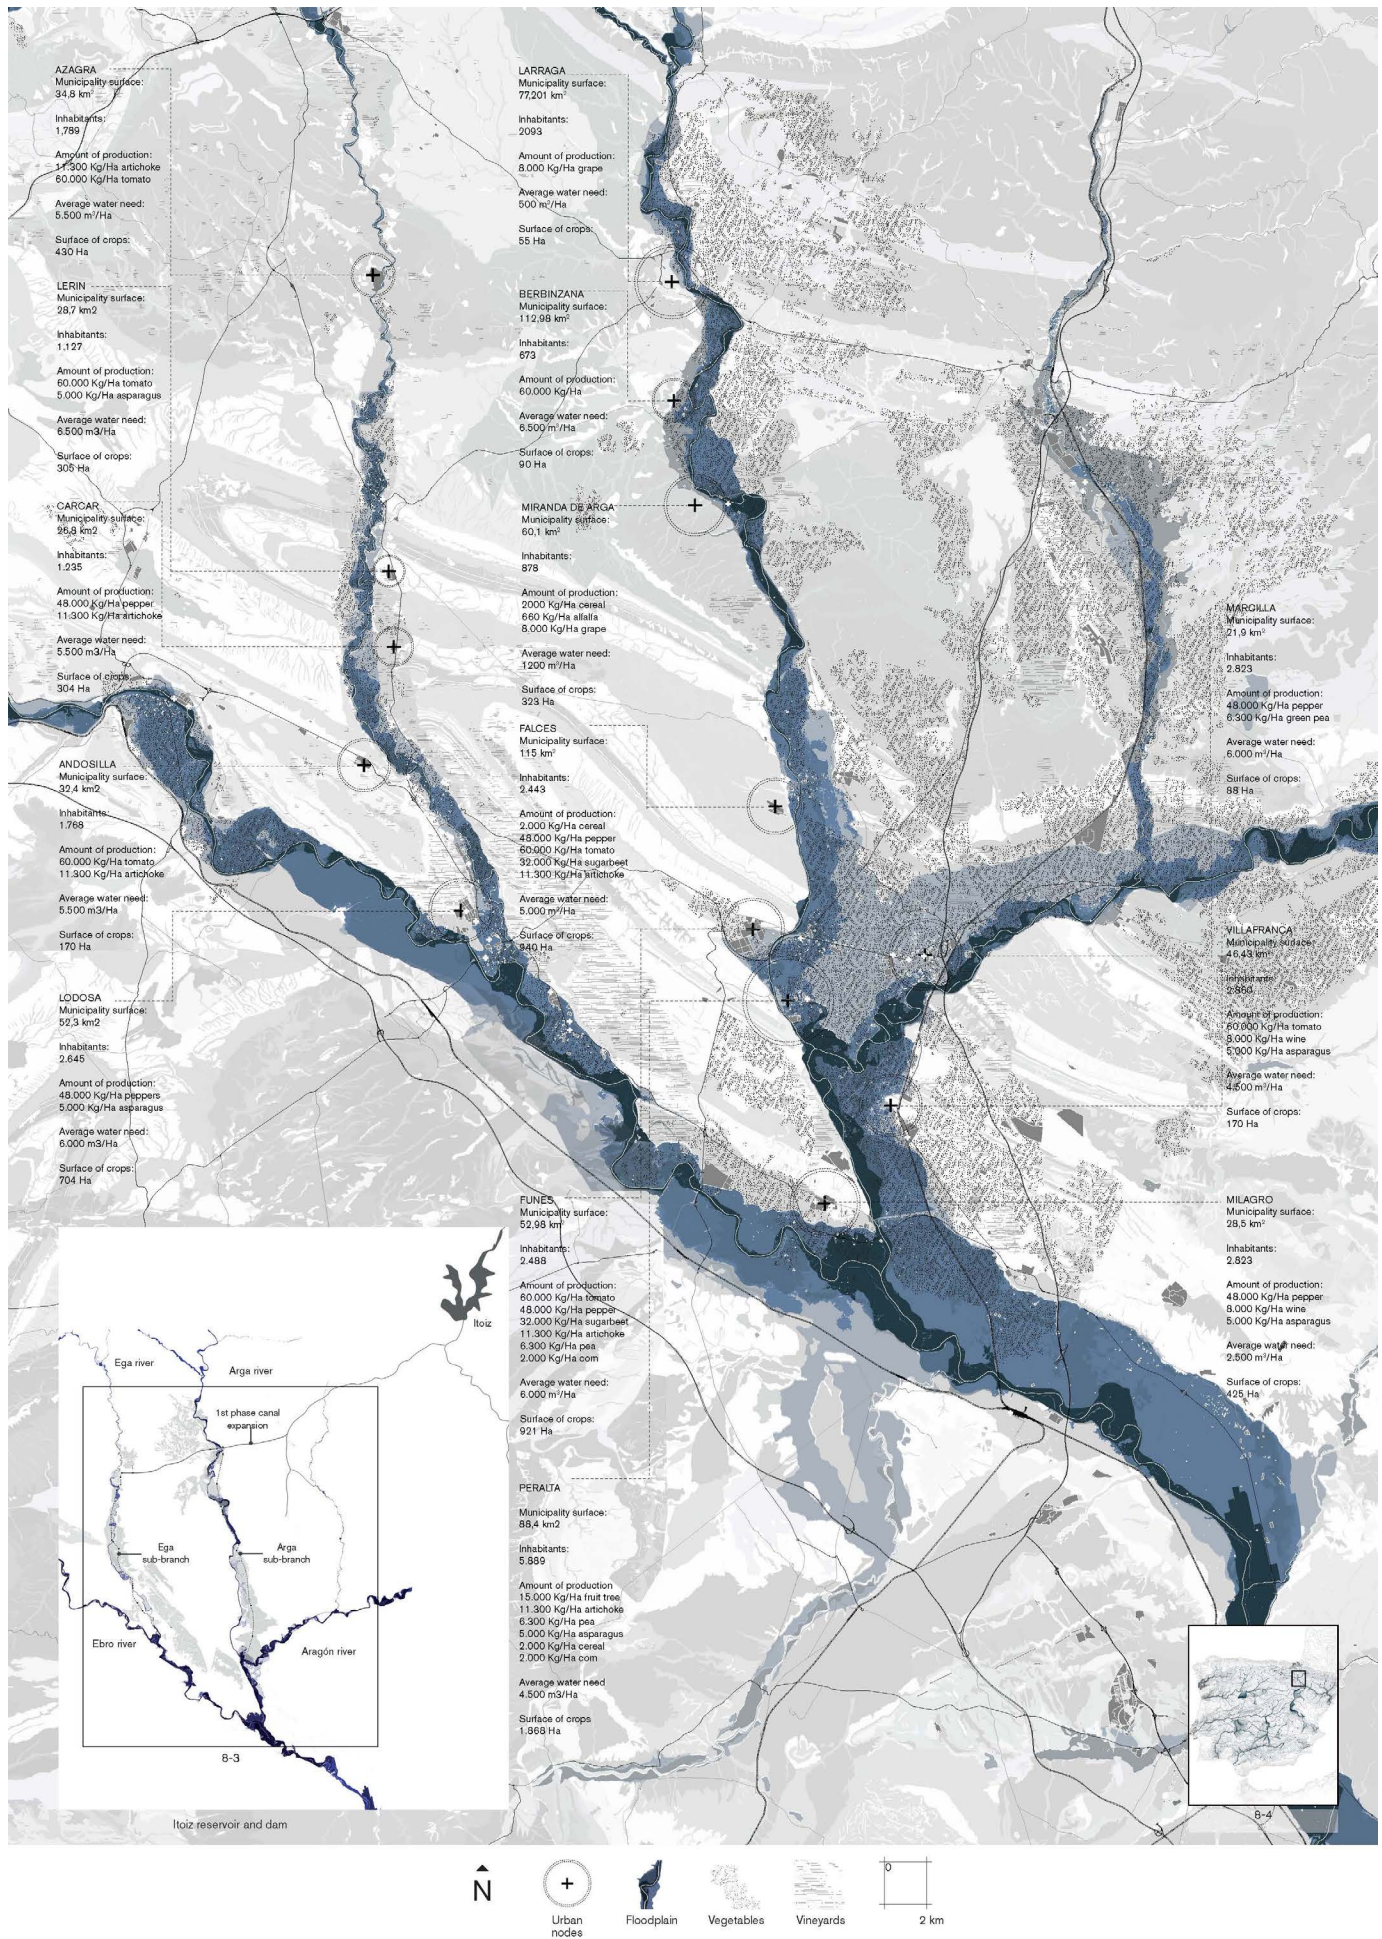 AZAGRA
Municipality surface:
34,8 km²
Inhabitants:
1,789
Amount of production:
11.300 Kg/Ha artichoke
60.000 Kg/Ha tomato
Average water need:
5.500 m³/Ha
Surface of crops:
430 Ha
LERIN
Municipality surface:
28,7 km2
Inhabitants:
1.127
Amount of production:
60.000 Kg/Ha tomato
5.000 Kg/Ha asparagus
Average water need:
6.500 m3/Ha
Surface of crops:
305 Ha
CARCAR
Municipality surface:
26,8 km2
Inhabitants:
1.235
Amount of production:
48.000 Kg/Ha pepper
11.300 Kg/Ha artichoke
Average water need:
5.500 m3/Ha
Surface of crops:
304 Ha
ANDOSILLA
Municipality surface:
32,4 km2
Inhabitants:
1.768
Amount of production:
60.000 Kg/Ha tomato
11.300 Kg/Ha artichoke
Average water need:
5.500 m3/Ha
Surface of crops:
170 Ha
LODOSA
Municipality surface:
52,3 km2
Inhabitants:
2.645
Amount of production:
48.000 Kg/Ha peppers
5.000 Kg/Ha asparagus
Average water need:
6.000 m3/Ha
Surface of crops:
704 Ha
LARRAGA
Municipality surface:
77,201 km²
Inhabitants:
2093
Amount of production:
8.000 Kg/Ha grape
Average water need:
500 m³/Ha
Surface of crops:
55 Ha
BERBINZANA
Municipality surface:
112,98 km²
Inhabitants:
673
Amount of production:
60.000 Kg/Ha
Average water need:
6.500 m³/Ha
Surface of crops:
90 Ha
MIRANDA DE ARGA
Municipality surface:
60,1 km²
Inhabitants:
878
Amount of production:
2000 Kg/Ha cereal
660 Kg/Ha alfalfa
8.000 Kg/Ha grape
Average water need:
1200 m³/Ha
Surface of crops:
323 Ha
FALCES
Municipality surface:
115 km²
Inhabitants:
2.443
Amount of production:
2.000 Kg/Ha cereal
48.000 Kg/Ha pepper
60.000 Kg/Ha tomato
32.000 Kg/Ha sugarbeet
11.300 Kg/Ha artichoke
Average water need:
5.000 m³/Ha
Surface of crops:
940 Ha
FUNES
Municipality surface:
52,98 km²
Inhabitants:
2.488
Amount of production:
60.000 Kg/Ha tomato
48.000 Kg/Ha pepper
32.000 Kg/Ha sugarbeet
11.300 Kg/Ha artichoke
6.300 Kg/Ha pea
2.000 Kg/Ha corn
Average water need:
6.000 m³/Ha
Surface of crops:
921 Ha
PERALTA
Municipality surface:
88,4 km2
Inhabitants:
5.889
Amount of production
15.000 Kg/Ha fruit tree
11.300 Kg/Ha artichoke
6.300 Kg/Ha pea
5.000 Kg/Ha asparagus
2.000 Kg/Ha cereal
2.000 Kg/Ha corn
Average water need
4.500 m3/Ha
Surface of crops
1.868 Ha
MARCILLA
Municipality surface:
21,9 km²
Inhabitants:
2.823
Amount of production:
48.000 Kg/Ha pepper
6.300 Kg/Ha green pea
Average water need:
6.000 m³/Ha
Surface of crops:
88 Ha
VILLAFRANCA
Municipality surface:
46,43 km²
Inhabitants:
2.860
Amount of production:
60.000 Kg/Ha tomato
8.000 Kg/Ha wine
5.000 Kg/Ha asparagus
Average water need:
4.500 m³/Ha
Surface of crops:
170 Ha
MILAGRO
Municipality surface:
28,5 km²
Inhabitants:
2.823
Amount of production:
48.000 Kg/Ha pepper
8.000 Kg/Ha wine
5.000 Kg/Ha asparagus
Average water need:
2.500 m³/Ha
Surface of crops:
425 Ha
Itoiz
Ega river
Arga river
1st phase canal
expansion
Ega
sub-branch
Arga
sub-branch
Ebro river
Aragón river
8-3
Itoiz reservoir and dam
8-4
N
Urban
nodes
Floodplain
Vegetables
Vineyards
0
2 km